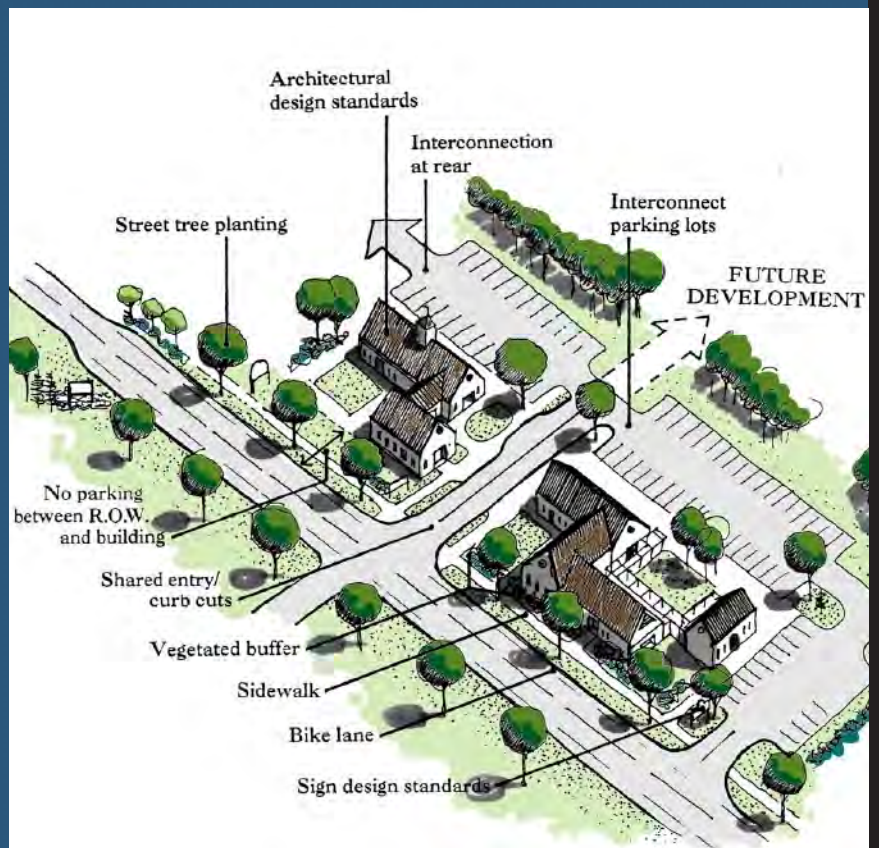 Architectural
design standards
Interconnection
at rear
Interconnect
parking lots
Street tree planting
FUTURE
DEVELOPMENT
No parking
between R.O.W.
and building
Shared entry/
curb cuts
Vegetated buffer
Sidewalk
Bike lane
Sign design standards